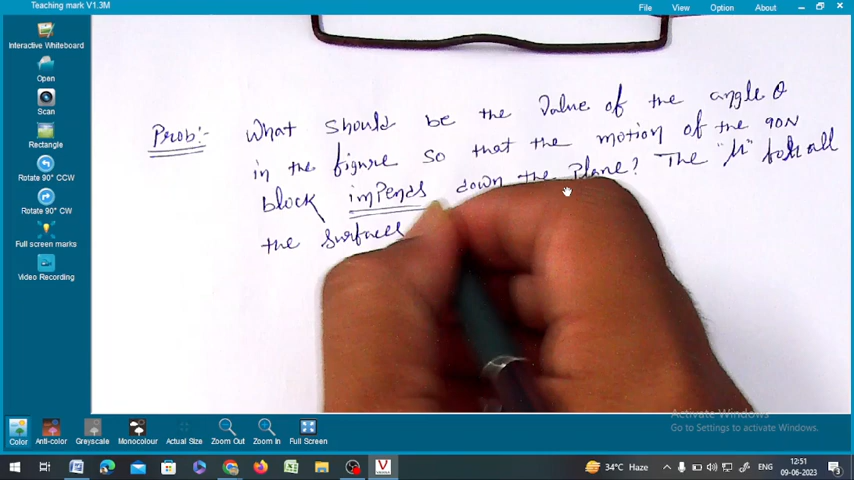 Teaching mark V1.3M
File View Option About
Interactive Whiteboard
Open
Scan
Rectangle
Rotate 90° CCW
Rotate 90° CW
Full screen marks
Video Recording
Prob:- What should be the Value of the angle θ
in the figure so that the motion of the 90N
block impends down the Plane? The "μ" for all
the surfaces
Activate Windows
Go to Settings to activate Windows.
Color Anti-color Greyscale Monocolour Actual Size Zoom Out Zoom In Full Screen
34°C Haze ENG 12:51 09-06-2023 3